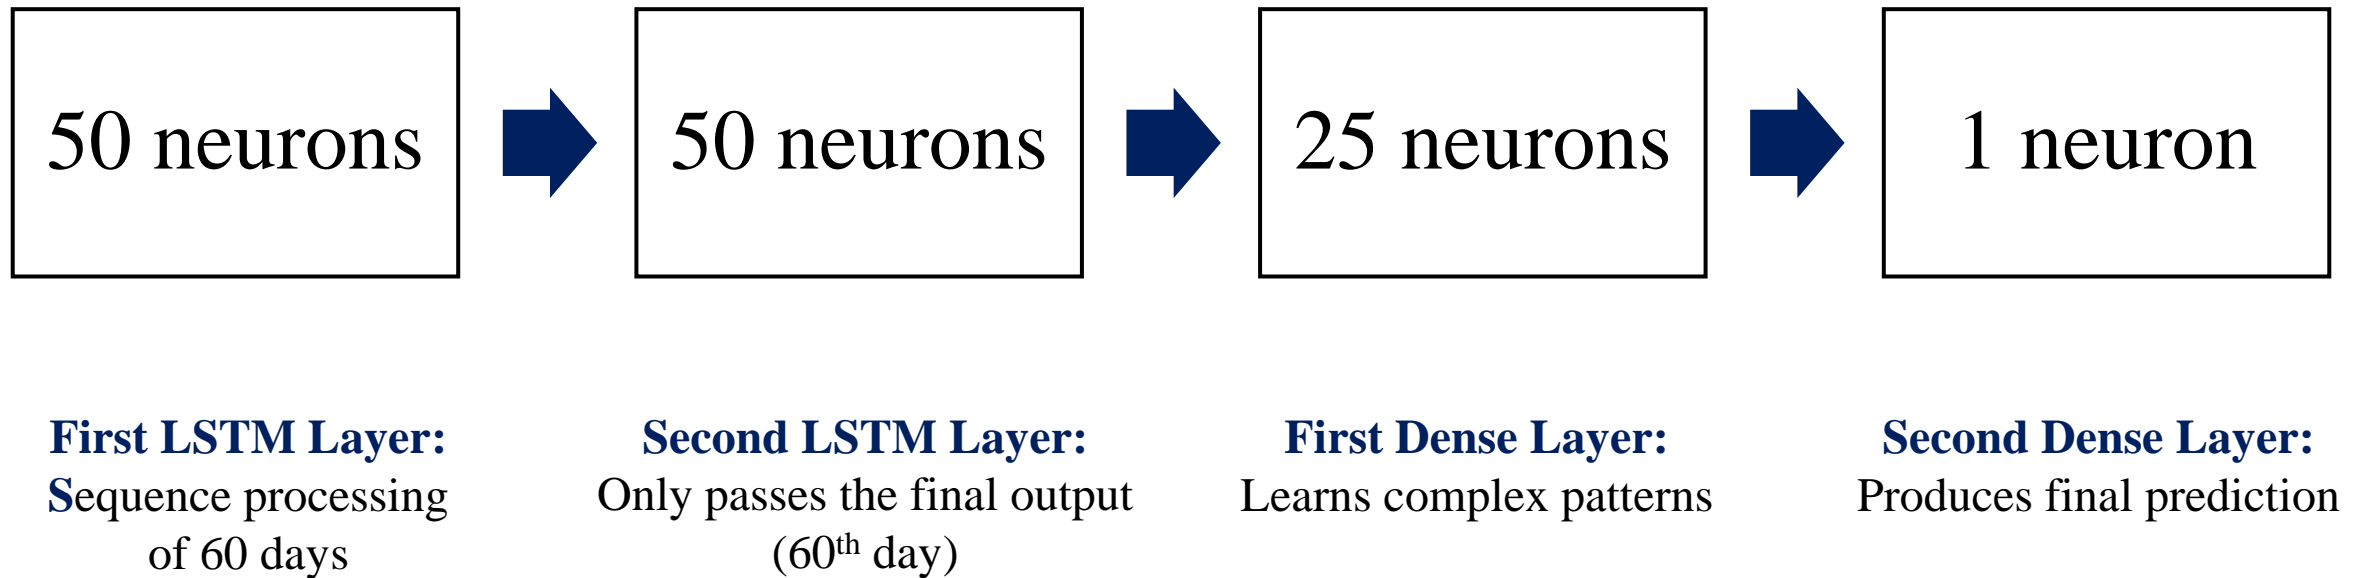 50 neurons
50 neurons
25 neurons
1 neuron
First LSTM Layer:
Sequence processing
of 60 days
Second LSTM Layer:
Only passes the final output
(60th day)
First Dense Layer:
Learns complex patterns
Second Dense Layer:
Produces final prediction